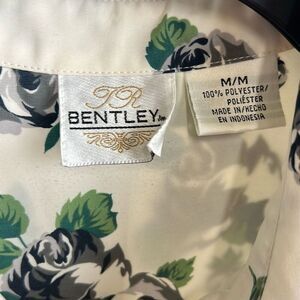 JR
BENTLEY
M/M
100% POLYESTER/
POLIÉSTER
MADE IN/HECHO
EN INDONESIA